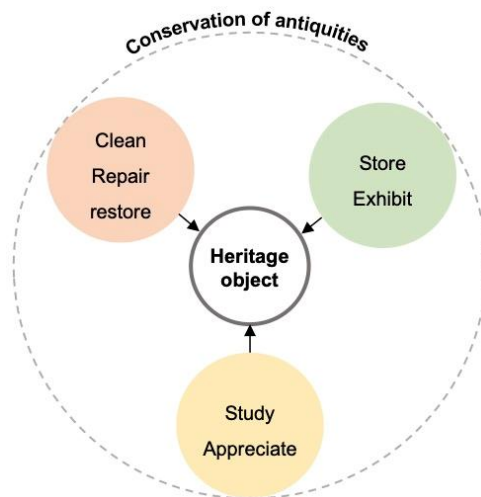 Conservation of antiquities
Clean
Repair
restore
Store
Exhibit
Heritage
object
Study
Appreciate